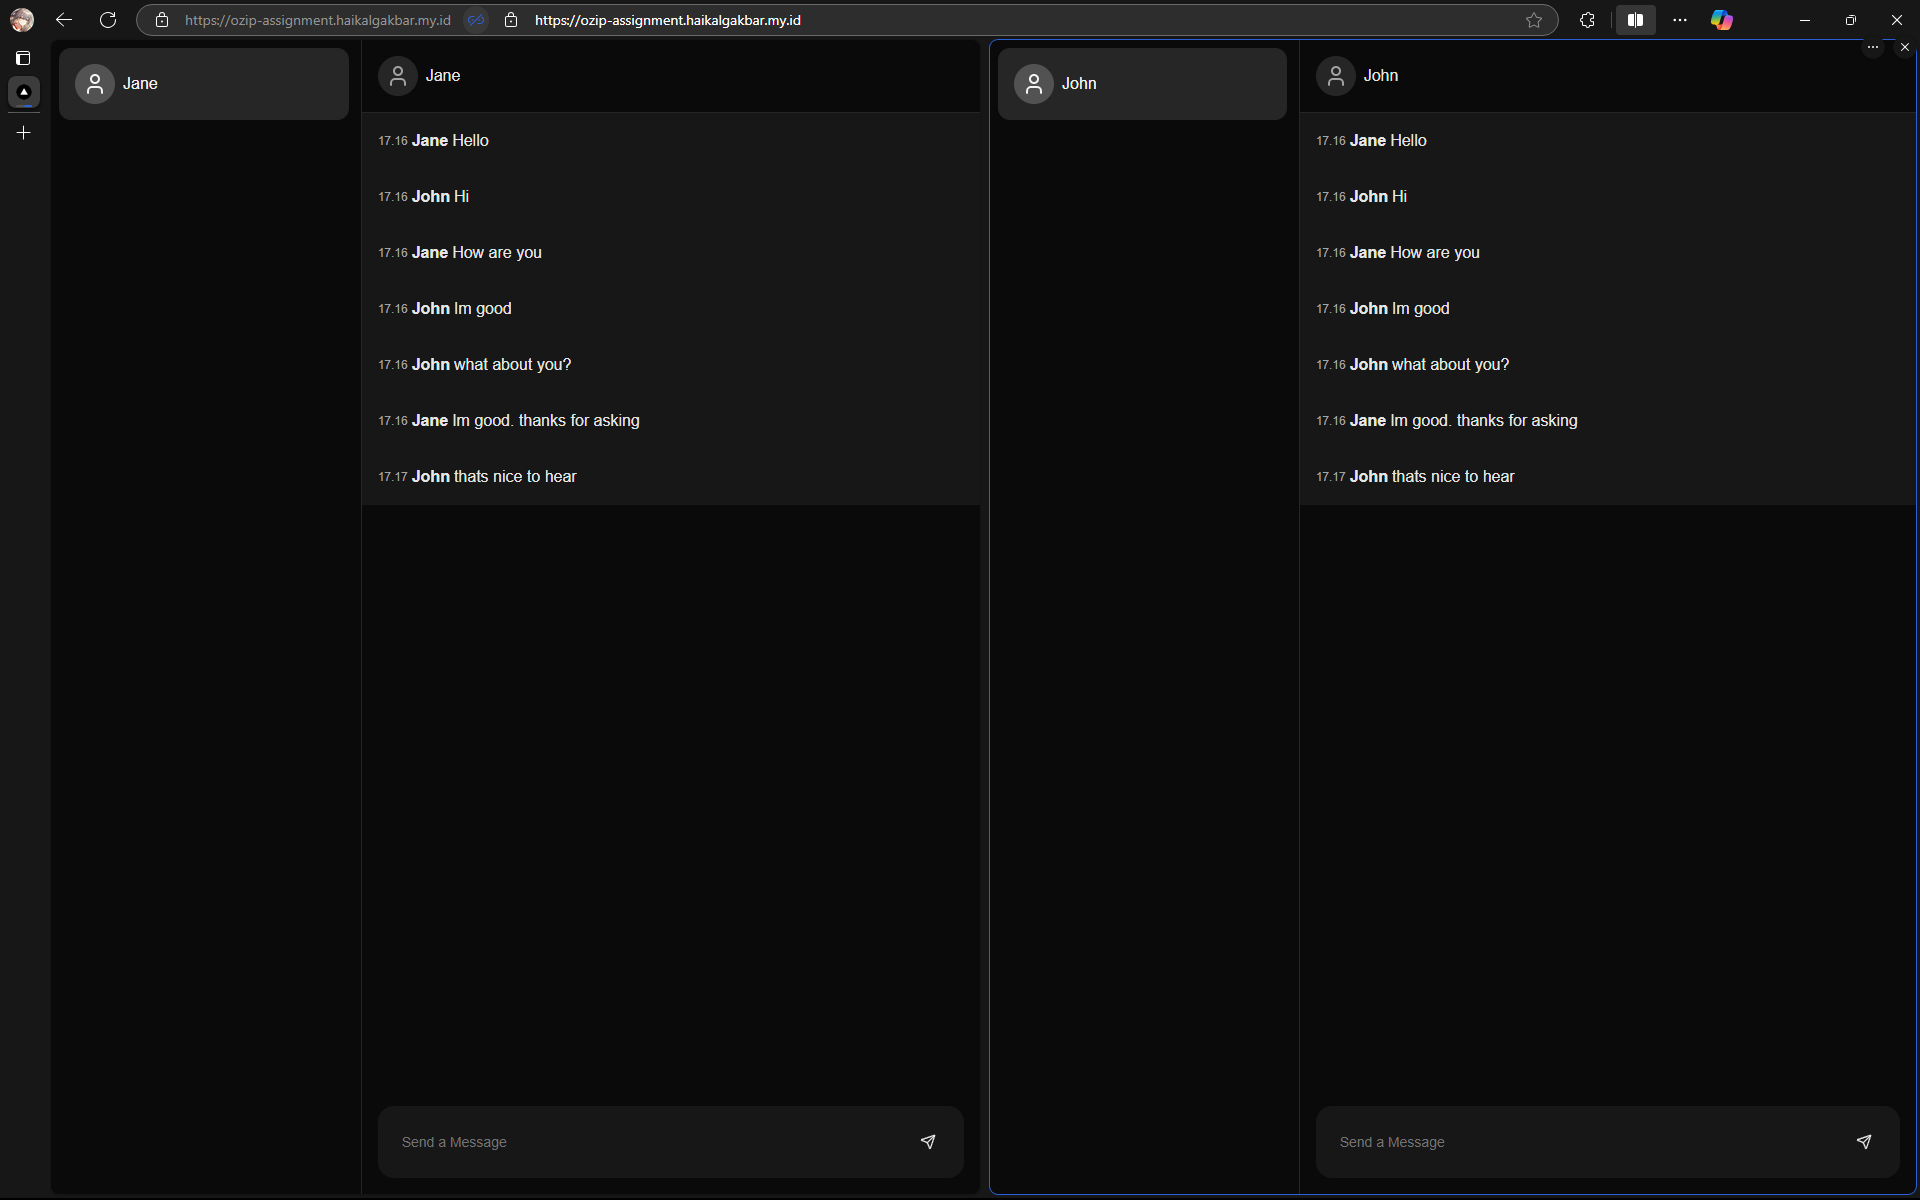 https://ozip-assignment.haikalgakbar.my.id
https://ozip-assignment.haikalgakbar.my.id
Jane
Jane
17.16 Jane Hello
17.16 John Hi
17.16 Jane How are you
17.16 John Im good
17.16 John what about you?
17.16 Jane Im good. thanks for asking
17.17 John thats nice to hear
Send a Message
John
John
17.16 Jane Hello
17.16 John Hi
17.16 Jane How are you
17.16 John Im good
17.16 John what about you?
17.16 Jane Im good. thanks for asking
17.17 John thats nice to hear
Send a Message